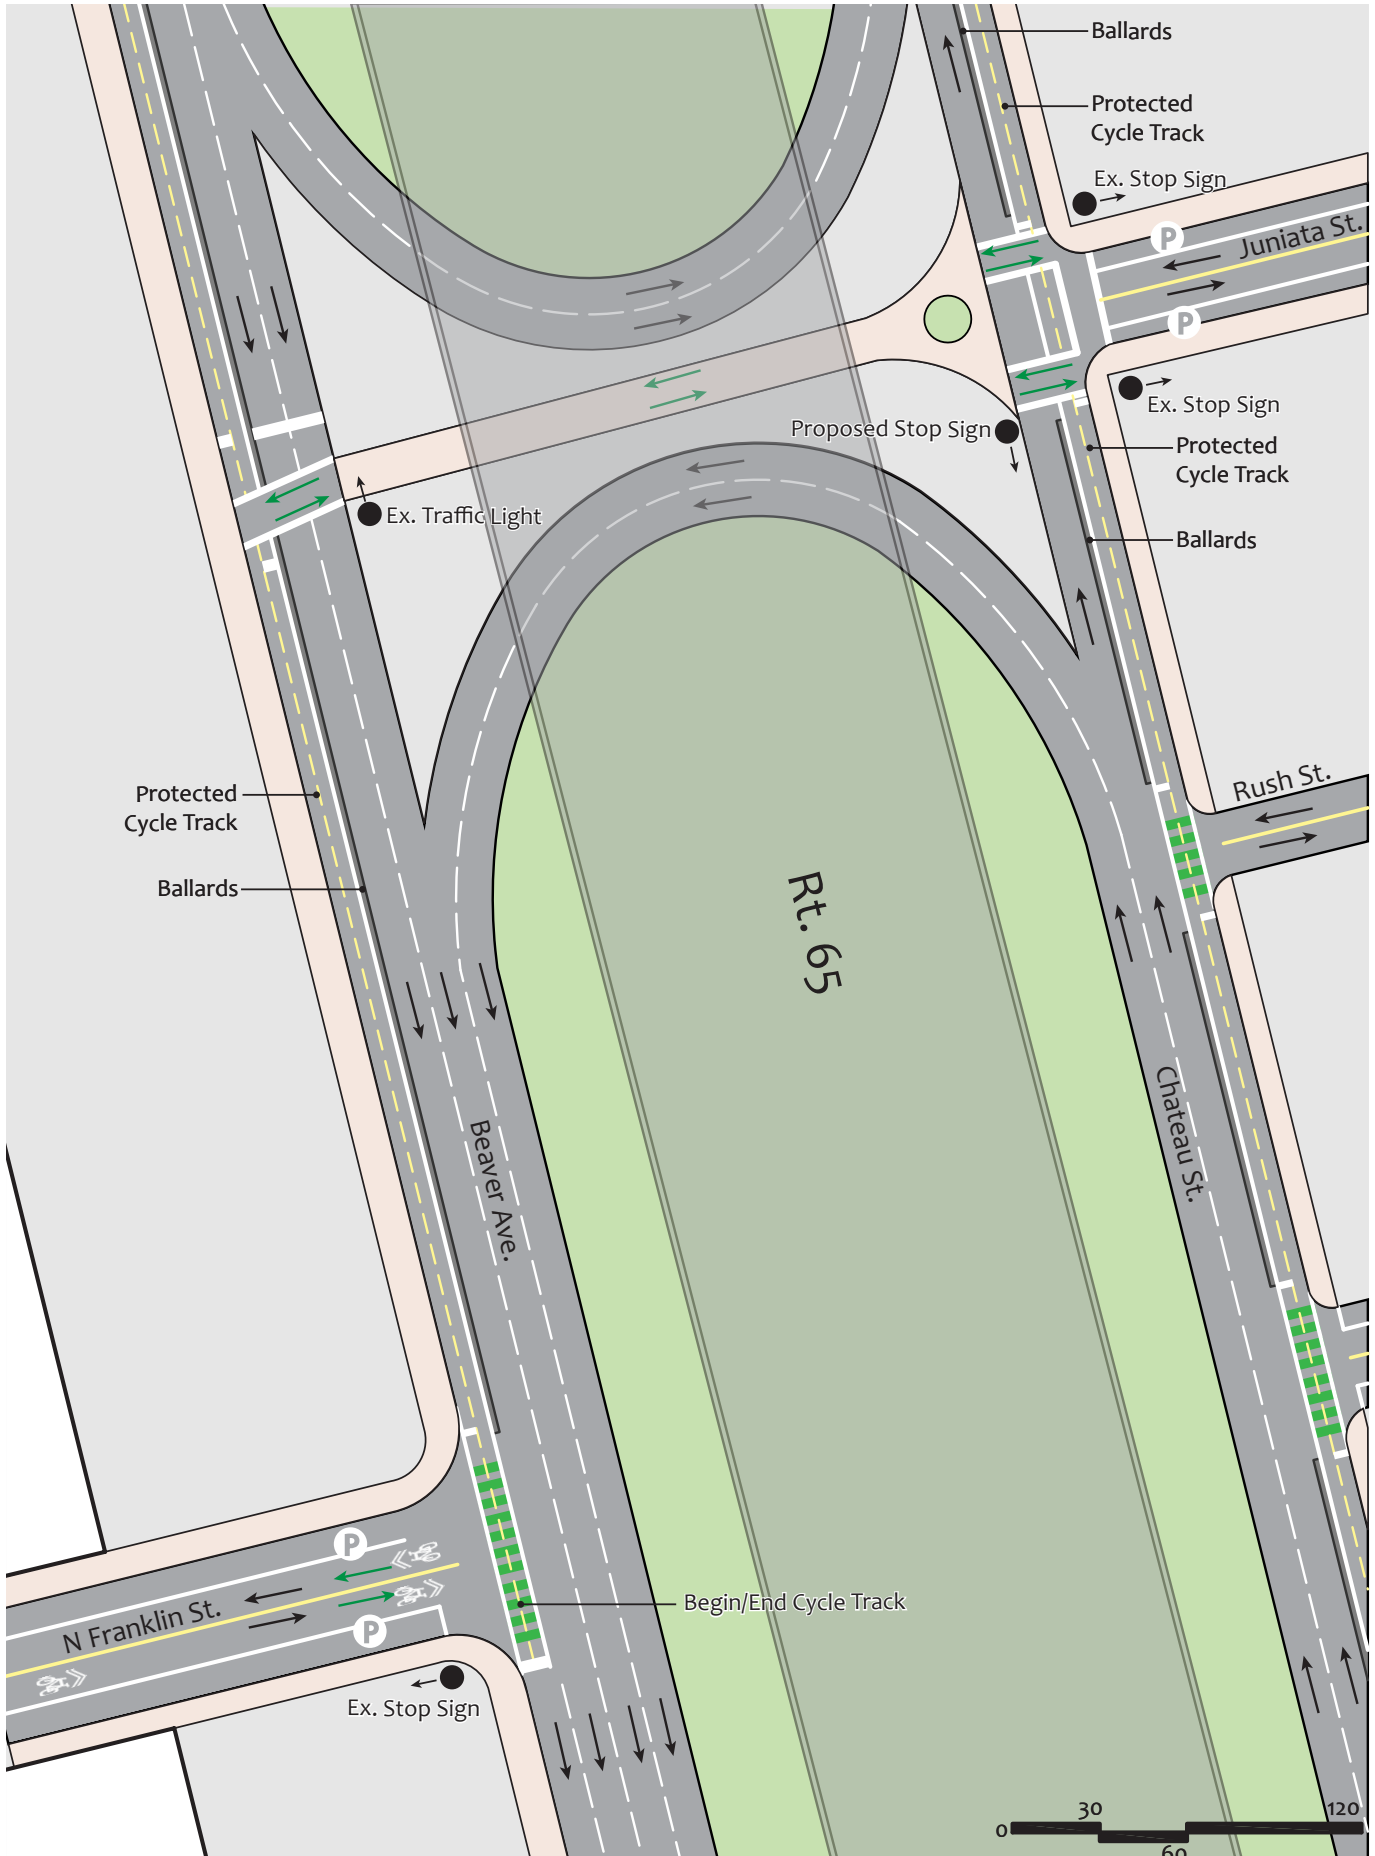 Ballards
Protected
Cycle Track
Ex. Stop Sign
P
Juniata St.
P
Ex. Stop Sign
Proposed Stop Sign
Protected
Cycle Track
Ex. Traffic Light
Ballards
Rush St.
Protected
Cycle Track
Ballards
Rt. 65
Chateau St.
Beaver Ave.
P
Begin/End Cycle Track
N Franklin St.
P
Ex. Stop Sign
30
120
0
60